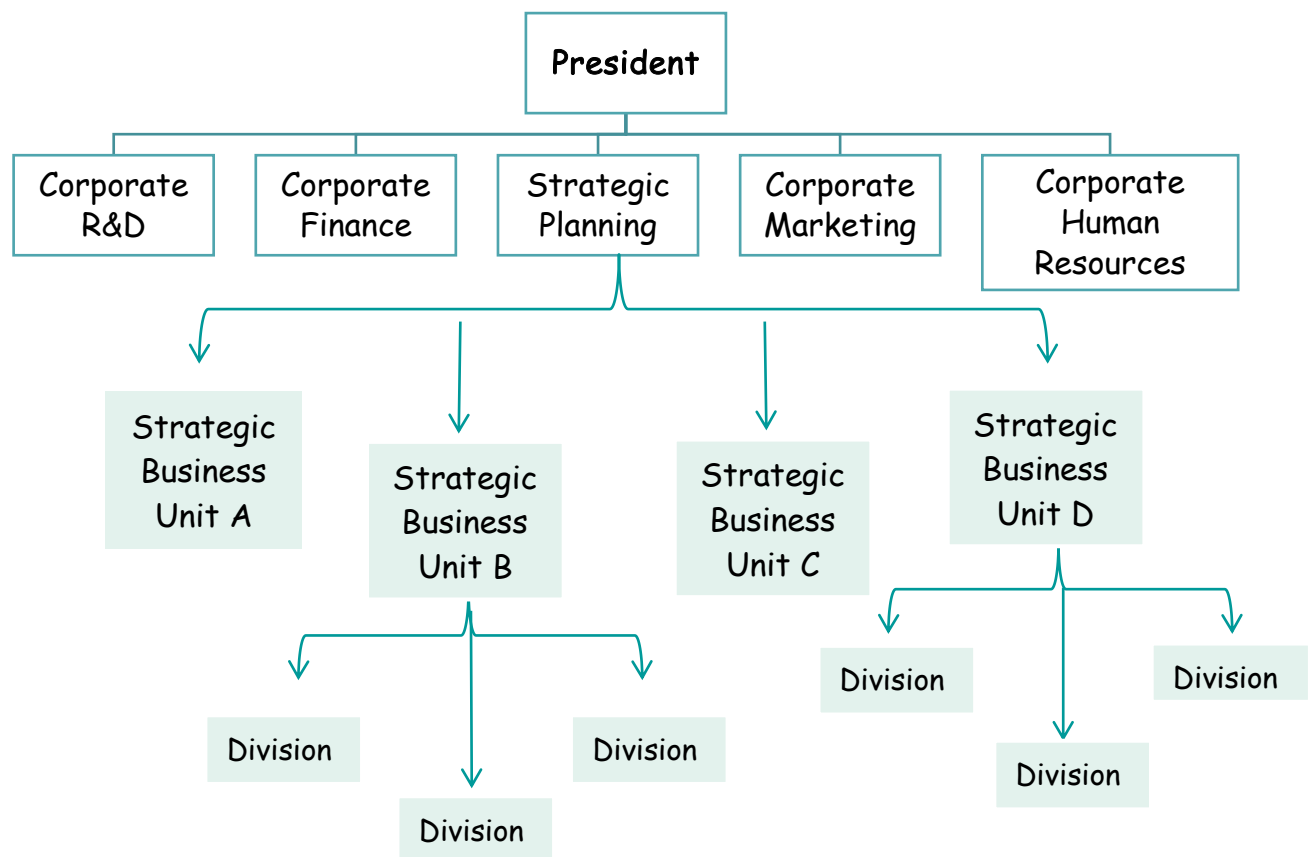 President
Corporate
R&D
Corporate
Finance
Strategic
Planning
Corporate
Marketing
Corporate
Human
Resources
Strategic
Business
Unit A
Strategic
Business
Unit B
Strategic
Business
Unit C
Strategic
Business
Unit D
Division
Division
Division
Division
Division
Division